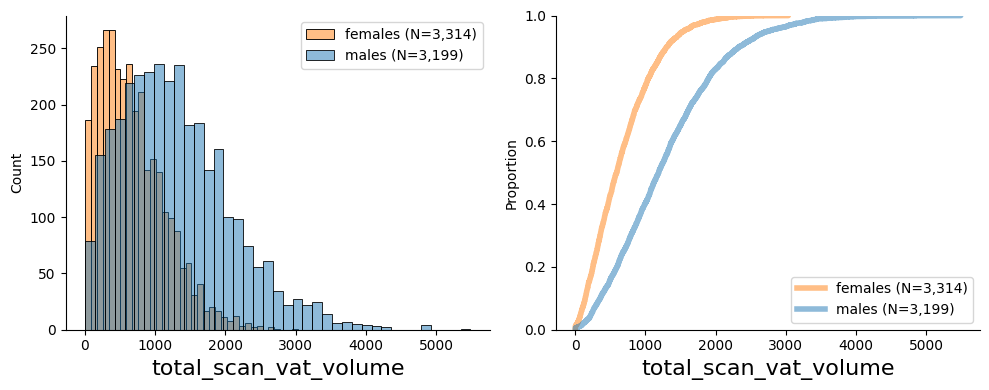 females (N=3,314)
males (N=3,199)
Count
250
200
150
100
50
0
0 1000 2000 3000 4000 5000
total_scan_vat_volume
Proportion
1.0
0.8
0.6
0.4
0.2
0.0
females (N=3,314)
males (N=3,199)
0 1000 2000 3000 4000 5000
total_scan_vat_volume